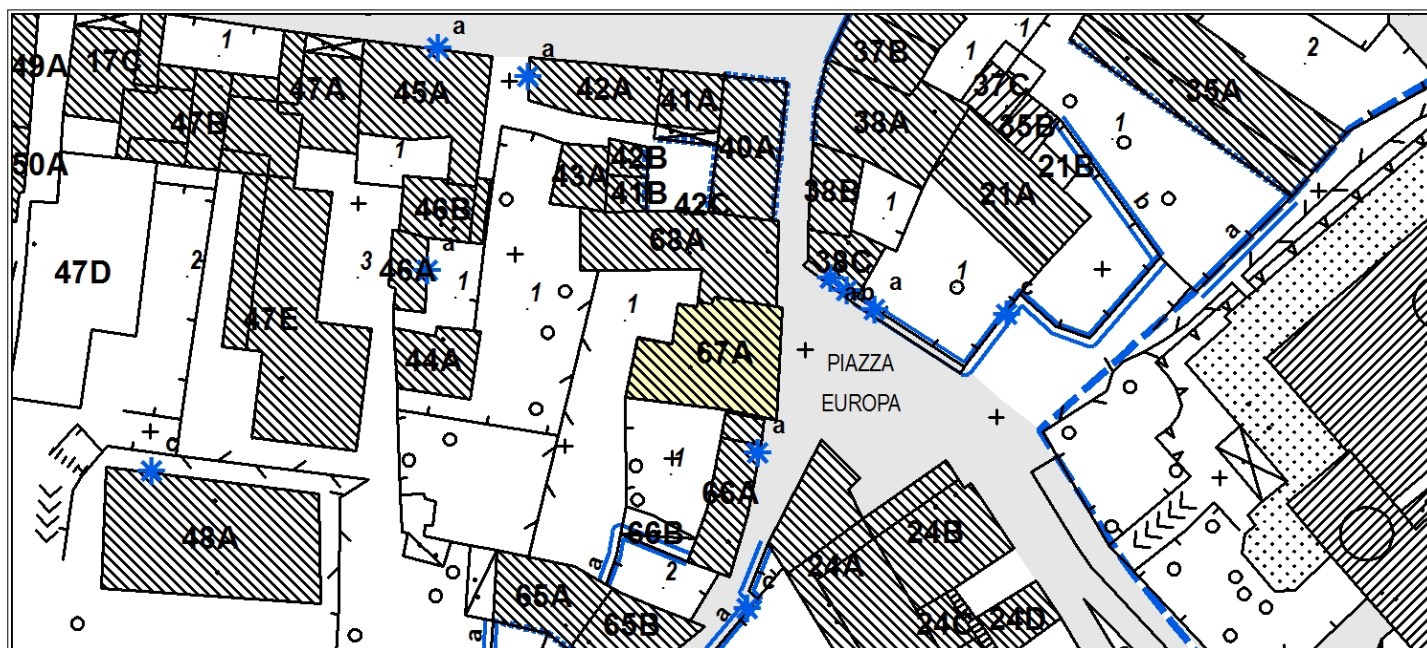 a
37B
1
2
49A
17C
1
a
47A
45A
42A
41A
37C
35A
47B
38A
35B
1
40A
50A
1
43A
42B
41B
21B
38B
1
21A
b
46B
42C
a
68A
a
47D
2
3
46A
1
38C
1
1
1
a
c
47E
67A
44A
PIAZZA
EUROPA
a
c
1
66A
48A
66B
24B
a
2
24A
c
65A
a
65B
a
24C
24D